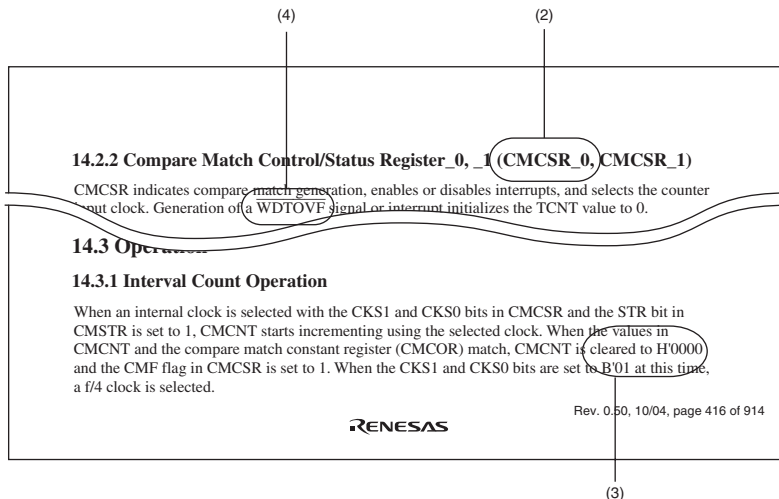 (4)
(2)
14.2.2 Compare Match Control/Status Register_0, _1 (CMCSR_0, CMCSR_1)
CMCSR indicates compare match generation, enables or disables interrupts, and selects the counter
input clock. Generation of a WDTOVF signal or interrupt initializes the TCNT value to 0.
14.3 Operation
14.3.1 Interval Count Operation
When an internal clock is selected with the CKS1 and CKS0 bits in CMCSR and the STR bit in
CMSTR is set to 1, CMCNT starts incrementing using the selected clock. When the values in
CMCNT and the compare match constant register (CMCOR) match, CMCNT is cleared to H'0000
and the CMF flag in CMCSR is set to 1. When the CKS1 and CKS0 bits are set to B'01 at this time,
a f/4 clock is selected.
Rev. 0.50, 10/04, page 416 of 914
RENESAS
(3)